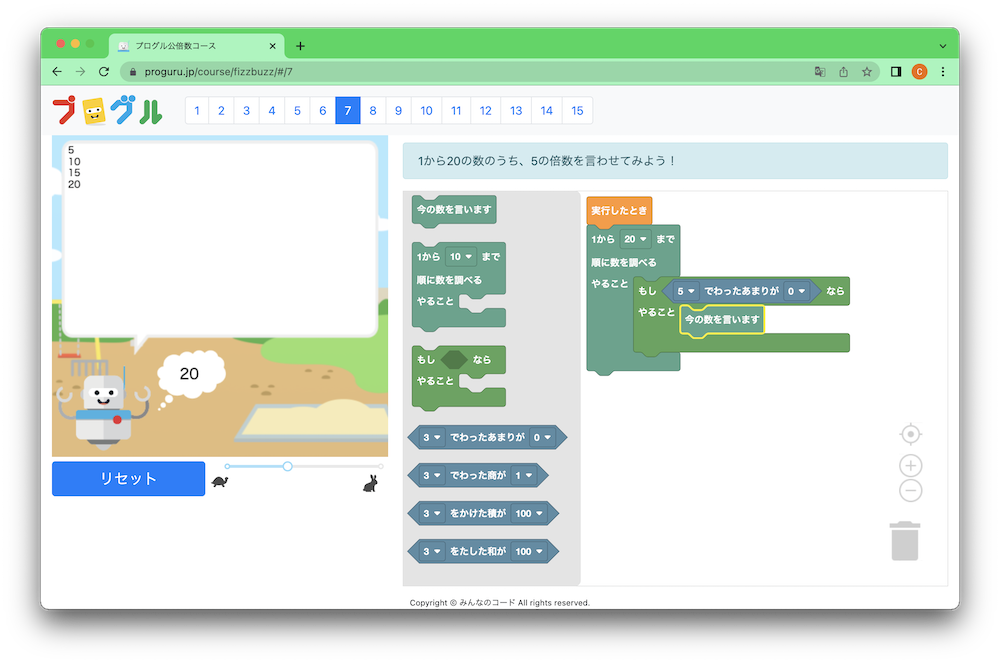 プログル公倍数コース
proguru.jp/course/fizzbuzz/#/7
C
プログル
1 2 3 4 5 6 7 8 9 10 11 12 13 14 15
5
10
15
20
20
リセット
1から20の数のうち、5の倍数を言わせてみよう！
今の数を言います
1から 10 まで
順に数を調べる
やること
もし なら
やること
3 でわったあまりが 0
3 でわった商が 1
3 をかけた積が 100
3 をたした和が 100
実行したとき
1から 20 まで
順に数を調べる
やること
もし 5 でわったあまりが 0 なら
やること
今の数を言います
Copyright © みんなのコード All rights reserved.